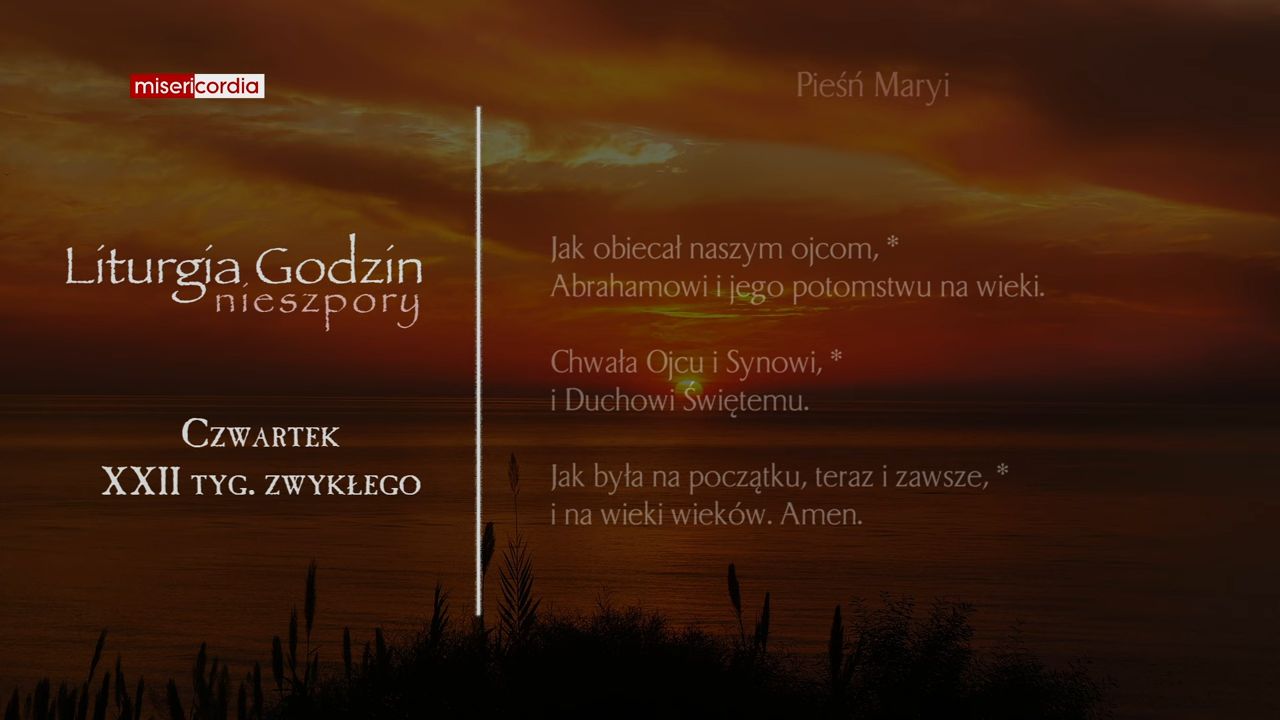 misericordia
Liturgia Godzin
nieszpory
Czwartek
XXII tyg. zwykłego
Pieśń Maryi
Jak obiecał naszym ojcom, *
Abrahamowi i jego potomstwu na wieki.
Chwała Ojcu i Synowi, *
i Duchowi Świętemu.
Jak była na początku, teraz i zawsze, *
i na wieki wieków. Amen.